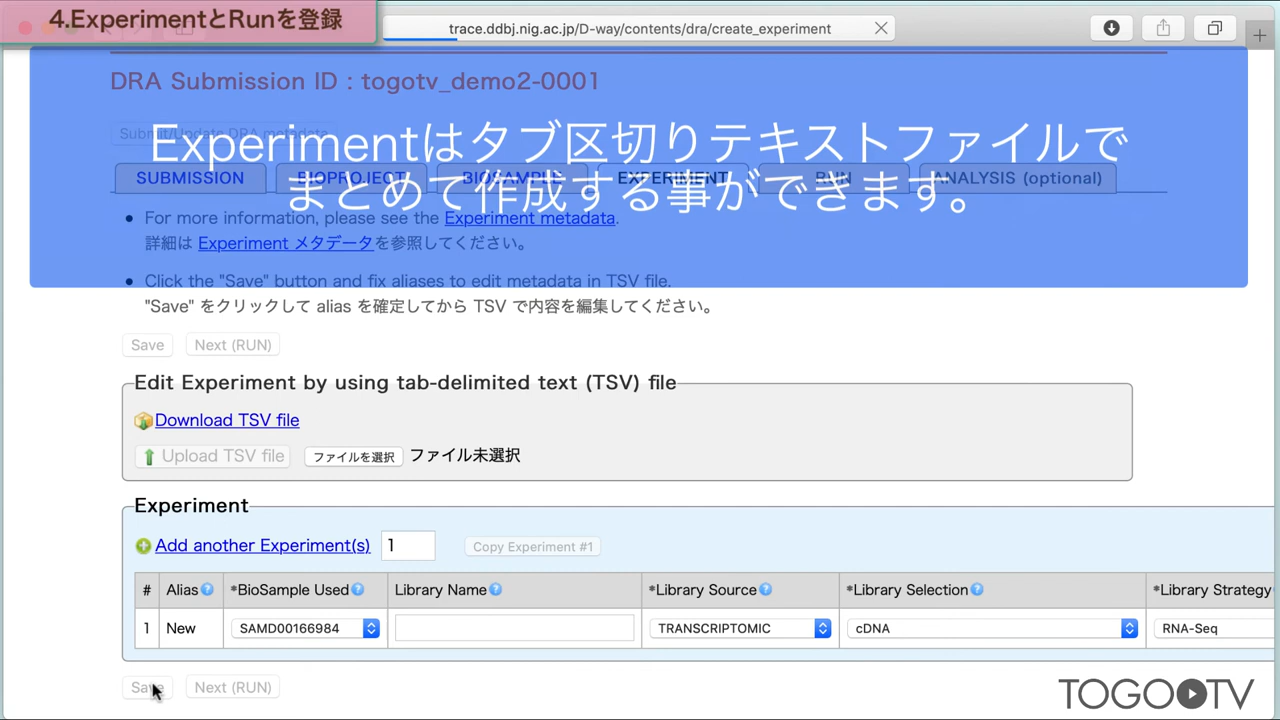 4.ExperimentとRunを登録
trace.ddbj.nig.ac.jp/D-way/contents/dra/create_experiment
DRA Submission ID : togotv_demo2-0001
Submit/Update DRA metadata
Experimentはタブ区切りテキストファイルで
まとめて作成する事ができます。
SUBMISSION BIOPROJECT BIOSAMPLE EXPERIMENT RUN ANALYSIS (optional)
For more information, please see the Experiment metadata.
詳細は Experiment メタデータを参照してください。
Click the "Save" button and fix aliases to edit metadata in TSV file.
"Save" をクリックして alias を確定してから TSV で内容を編集してください。
Save Next (RUN)
Edit Experiment by using tab-delimited text (TSV) file
Download TSV file
Upload TSV file ファイルを選択 ファイル未選択
Experiment
Add another Experiment(s) 1 Copy Experiment #1
# Alias *BioSample Used Library Name *Library Source *Library Selection *Library Strategy
1 New SAMD00166984 TRANSCRIPTOMIC cDNA RNA-Seq
Save Next (RUN)
TOGOTV